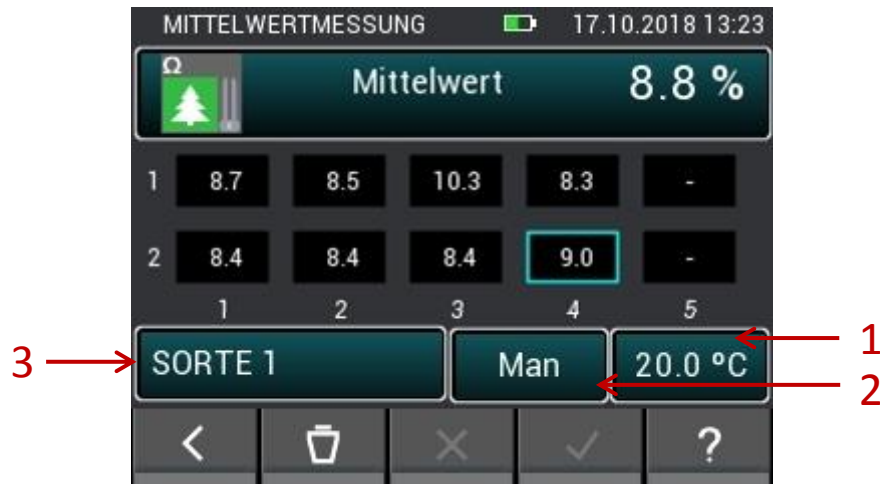 MITTELWERTMESSUNG 17.10.2018 13:23
Ω Mittelwert 8.8 %
1 8.7 8.5 10.3 8.3 -
2 8.4 8.4 8.4 9.0 -
1 2 3 4 5
3 SORTE 1 Man 20.0 ºC 1
2
?